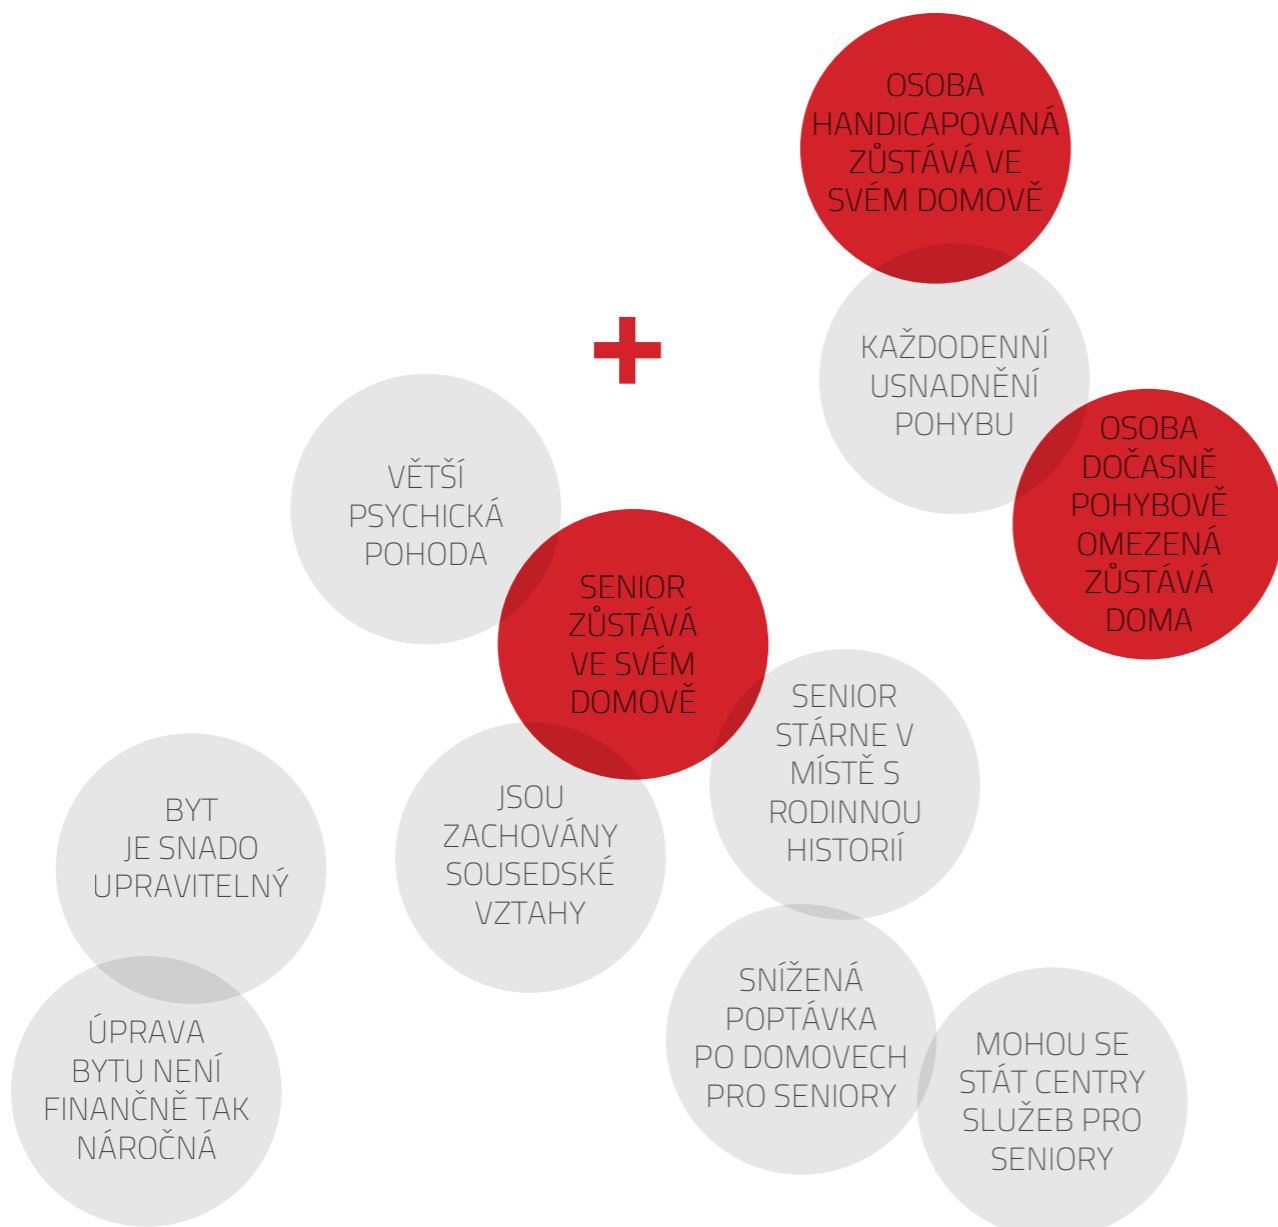 OSOBA
HANDICAPOVANÁ
ZŮSTÁVÁ VE
SVÉM DOMOVĚ
+
KAŽDODENNÍ
USNADNĚNÍ
POHYBU
OSOBA
DOČASNĚ
POHYBOVĚ
OMEZENÁ
ZŮSTÁVÁ
DOMA
VĚTŠÍ
PSYCHICKÁ
POHODA
SENIOR
ZŮSTÁVÁ
VE SVÉM
DOMOVĚ
SENIOR
STÁRNE V
MÍSTĚ S
RODINNOU
HISTORIÍ
JSOU
ZACHOVÁNY
SOUSEDSKÉ
VZTAHY
BYT
JE SNADO
UPRAVITELNÝ
ÚPRAVA
BYTU NENÍ
FINANČNĚ TAK
NÁROČNÁ
SNÍŽENÁ
POPTÁVKA
PO DOMOVECH
PRO SENIORY
MOHOU SE
STÁT CENTRY
SLUŽEB PRO
SENIORY